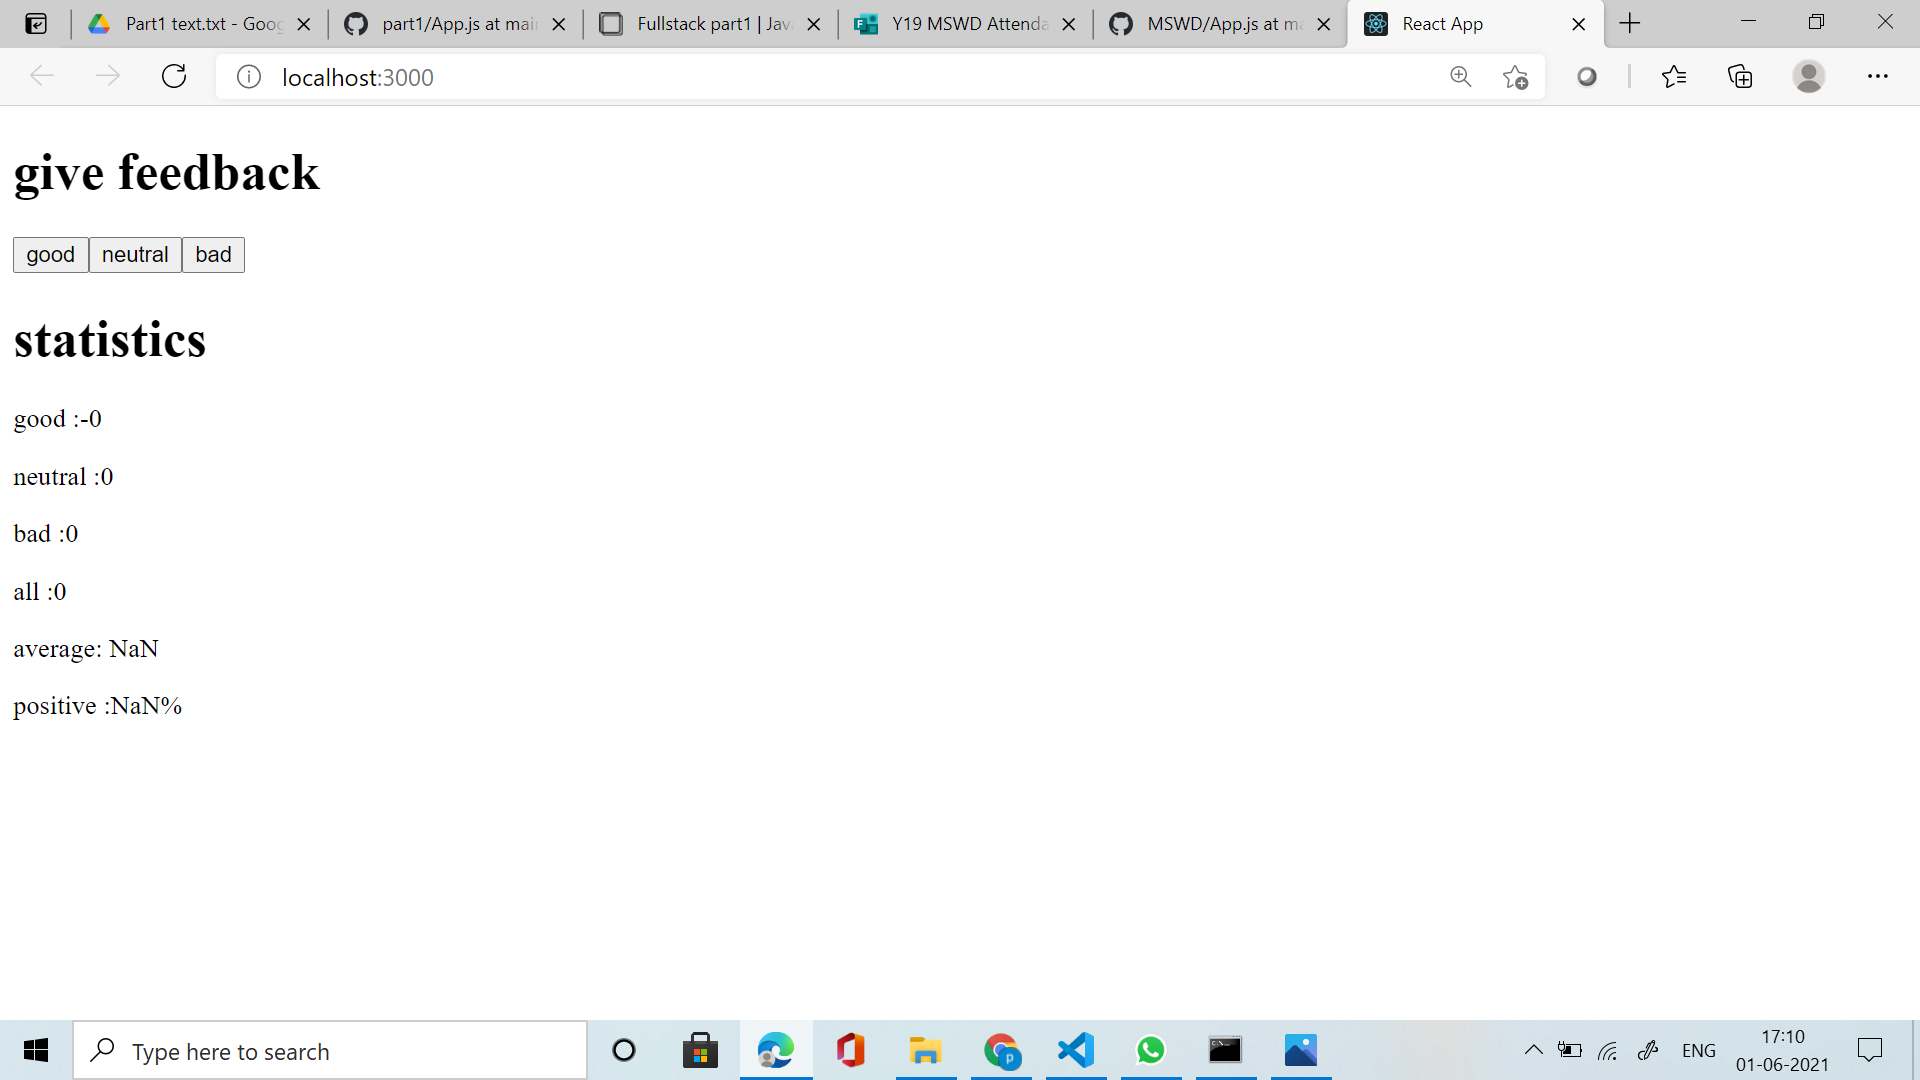 Part1 text.txt - Goog
part1/App.js at main
Fullstack part1 | Java
Y19 MSWD Attenda
MSWD/App.js at ma
React App
localhost:3000
give feedback
good neutral bad
statistics
good :-0
neutral :0
bad :0
all :0
average: NaN
positive :NaN%
Type here to search
ENG
17:10
01-06-2021